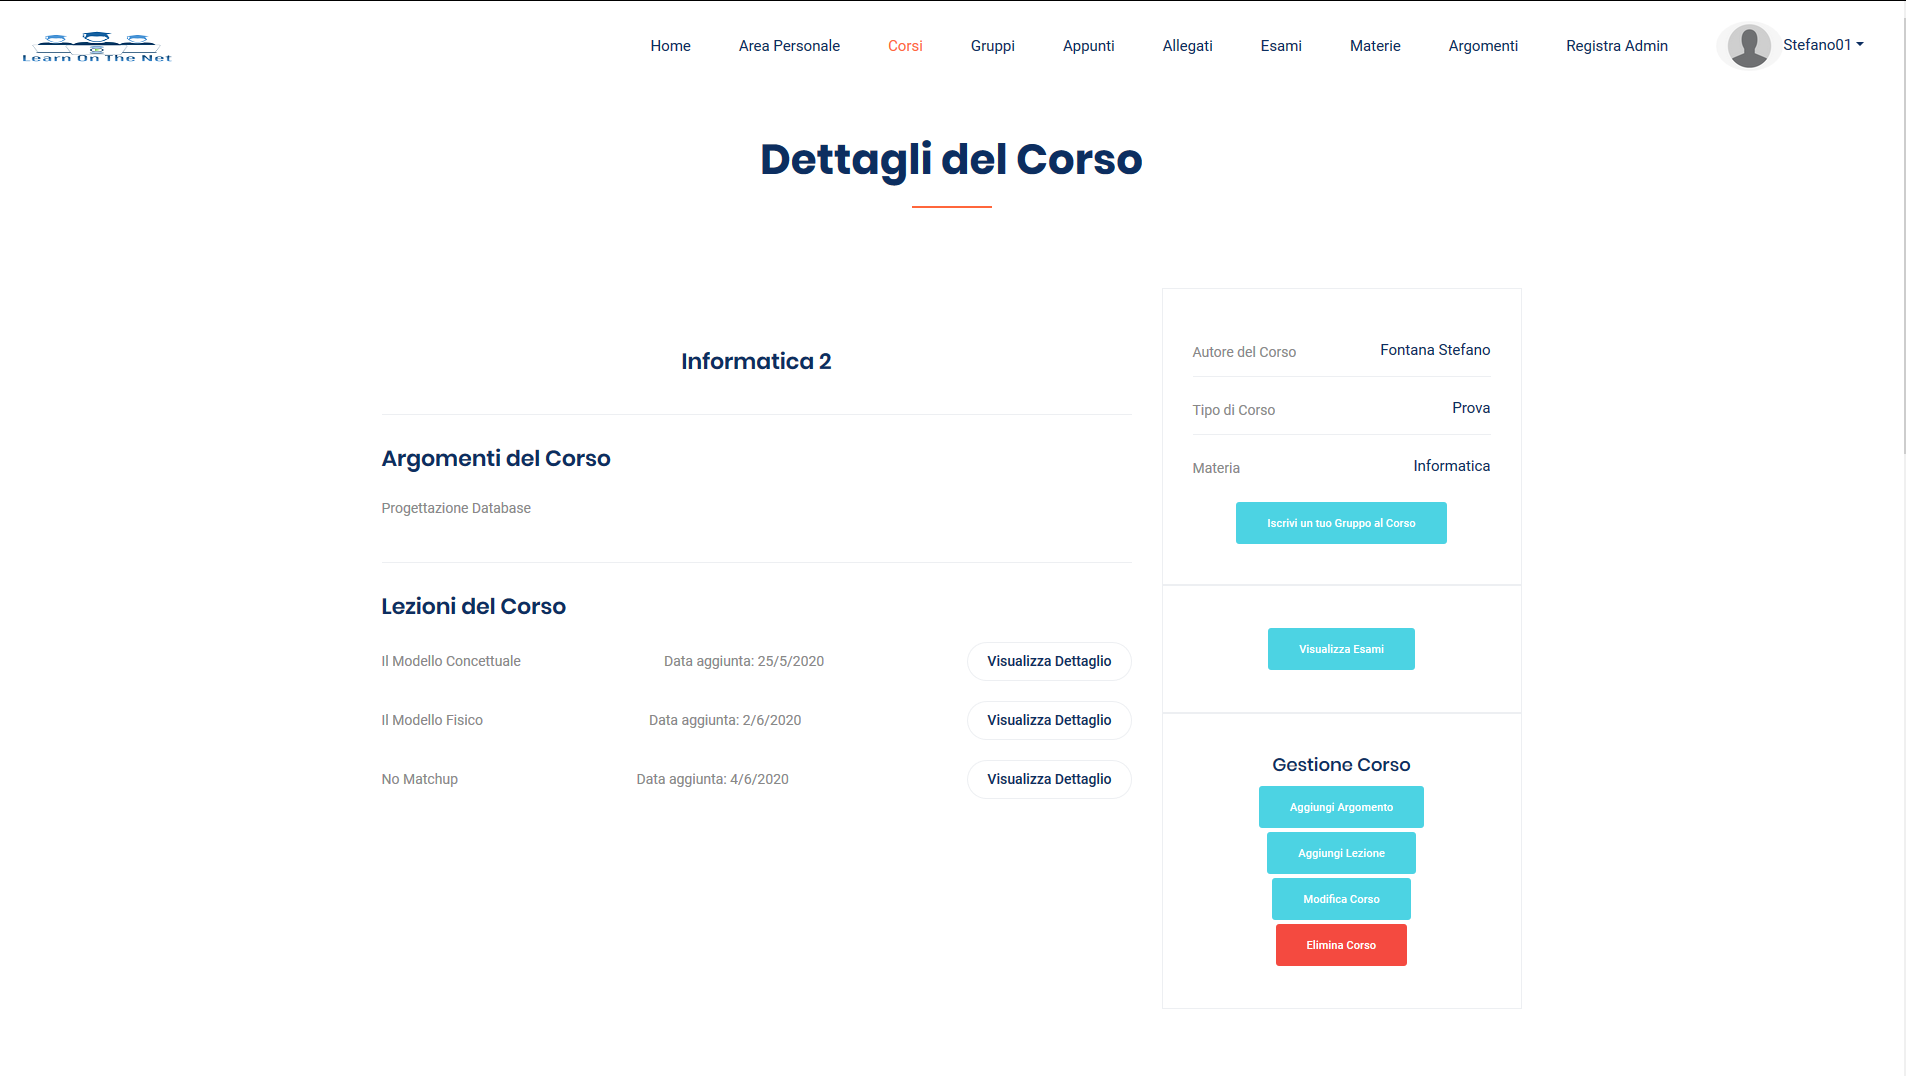 Learn On The Net
Home Area Personale Corsi Gruppi Appunti Allegati Esami Materie Argomenti Registra Admin Stefano01
Dettagli del Corso
Informatica 2
Argomenti del Corso
Progettazione Database
Lezioni del Corso
Il Modello Concettuale Data aggiunta: 25/5/2020 Visualizza Dettaglio
Il Modello Fisico Data aggiunta: 2/6/2020 Visualizza Dettaglio
No Matchup Data aggiunta: 4/6/2020 Visualizza Dettaglio
Autore del Corso Fontana Stefano
Tipo di Corso Prova
Materia Informatica
Iscrivi un tuo Gruppo al Corso
Visualizza Esami
Gestione Corso
Aggiungi Argomento
Aggiungi Lezione
Modifica Corso
Elimina Corso